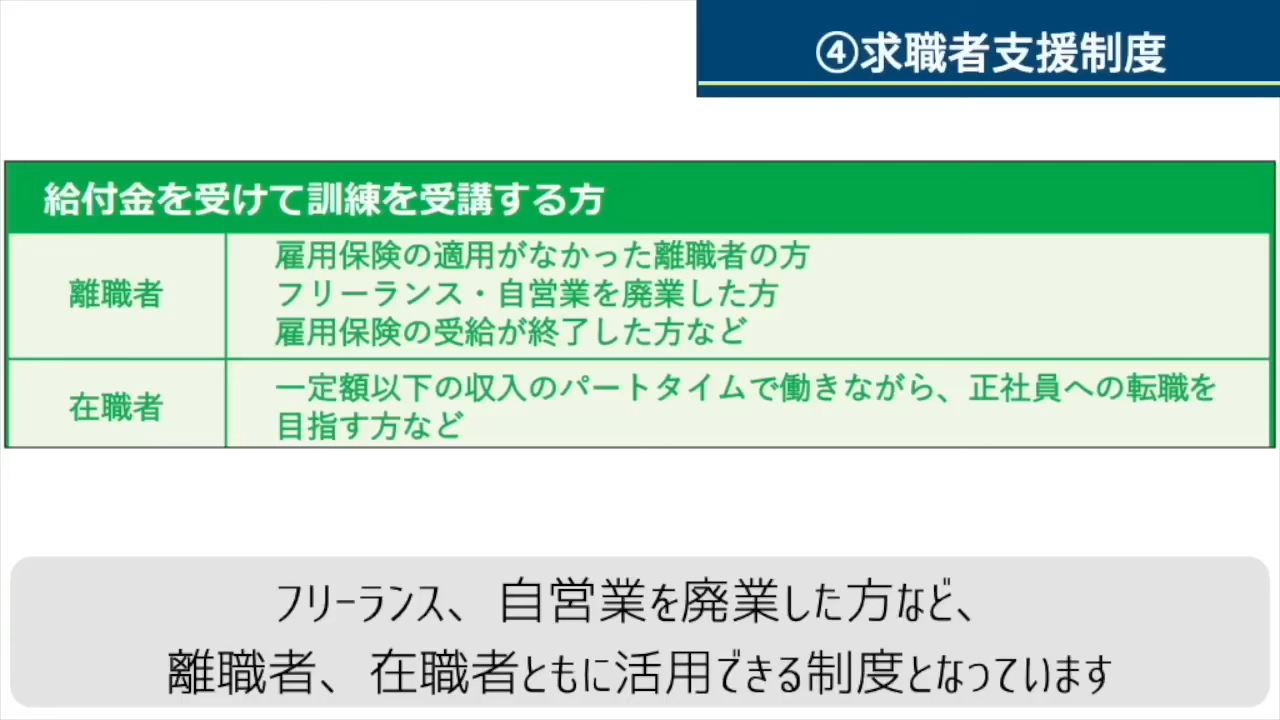 ④求職者支援制度
給付金を受けて訓練を受講する方
離職者
雇用保険の適用がなかった離職者の方
フリーランス・自営業を廃業した方
雇用保険の受給が終了した方など
在職者
一定額以下の収入のパートタイムで働きながら、正社員への転職を
目指す方など
フリーランス、自営業を廃業した方など、
離職者、在職者ともに活用できる制度となっています